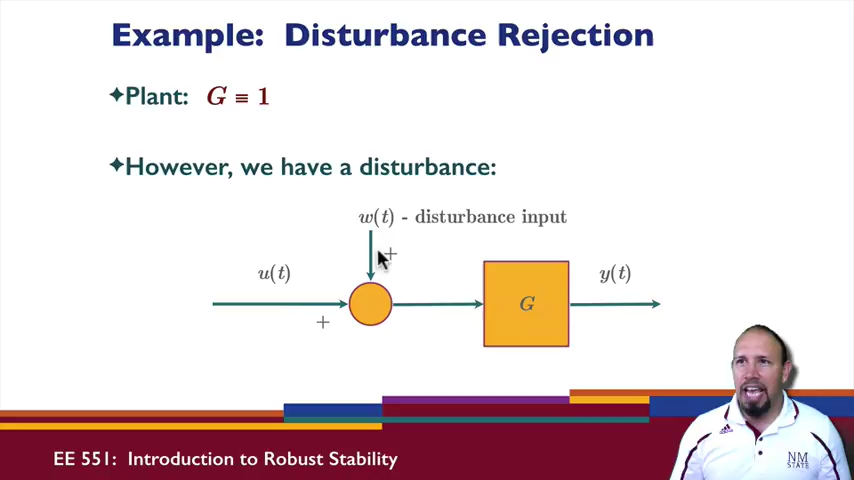 Example: Disturbance Rejection
✦Plant: G ≡ 1
✦However, we have a disturbance:
w(t) - disturbance input
+
u(t)
y(t)
G
+
NM
STATE
EE 551: Introduction to Robust Stability